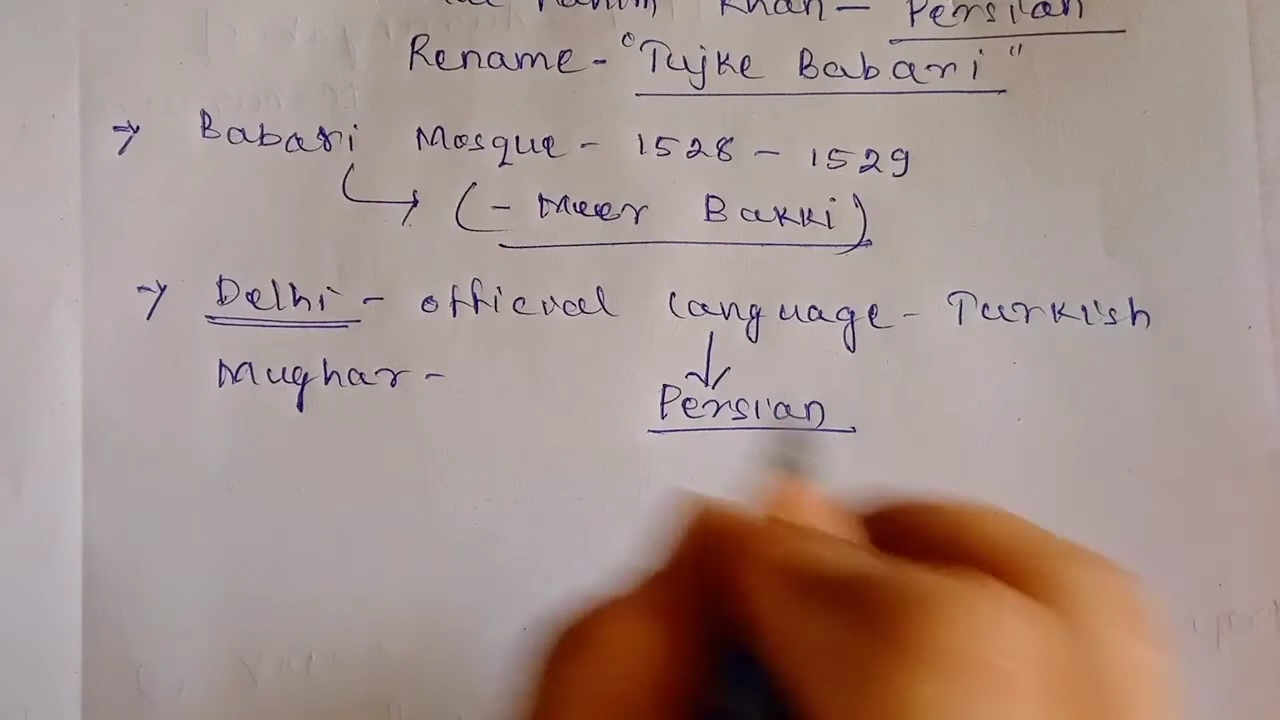 Khan - Persian
Rename - "Tujke Babari"
→ Babari Mosque - 1528 - 1529
(- Meer Bakki)
→ Delhi - official language - Turkish
Mughar -
Persian